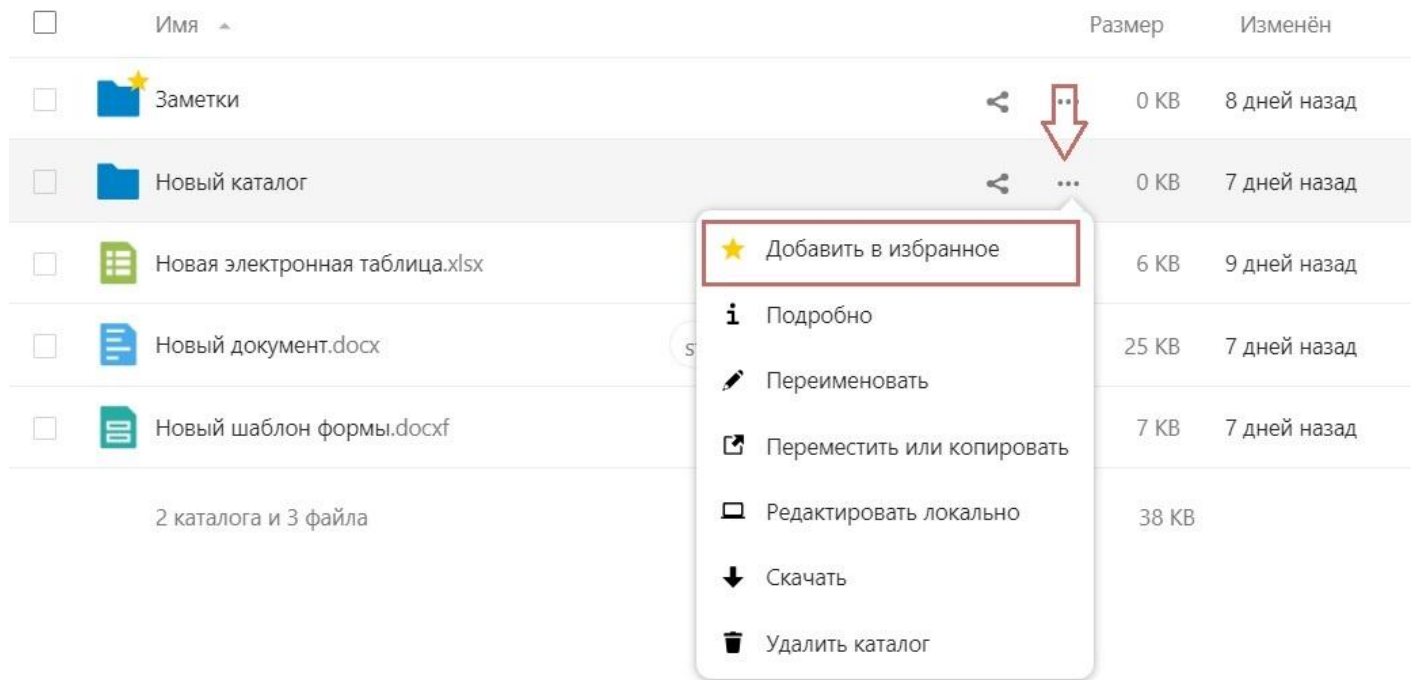 Имя
Размер
Изменён
Заметки
0 KB
8 дней назад
Новый каталог
0 KB
7 дней назад
Добавить в избранное
Новая электронная таблица.xlsx
6 KB
9 дней назад
Подробно
Новый документ.docx
25 KB
7 дней назад
Переименовать
Новый шаблон формы.docxf
7 KB
7 дней назад
Переместить или копировать
2 каталога и 3 файла
Редактировать локально
38 KB
Скачать
Удалить каталог